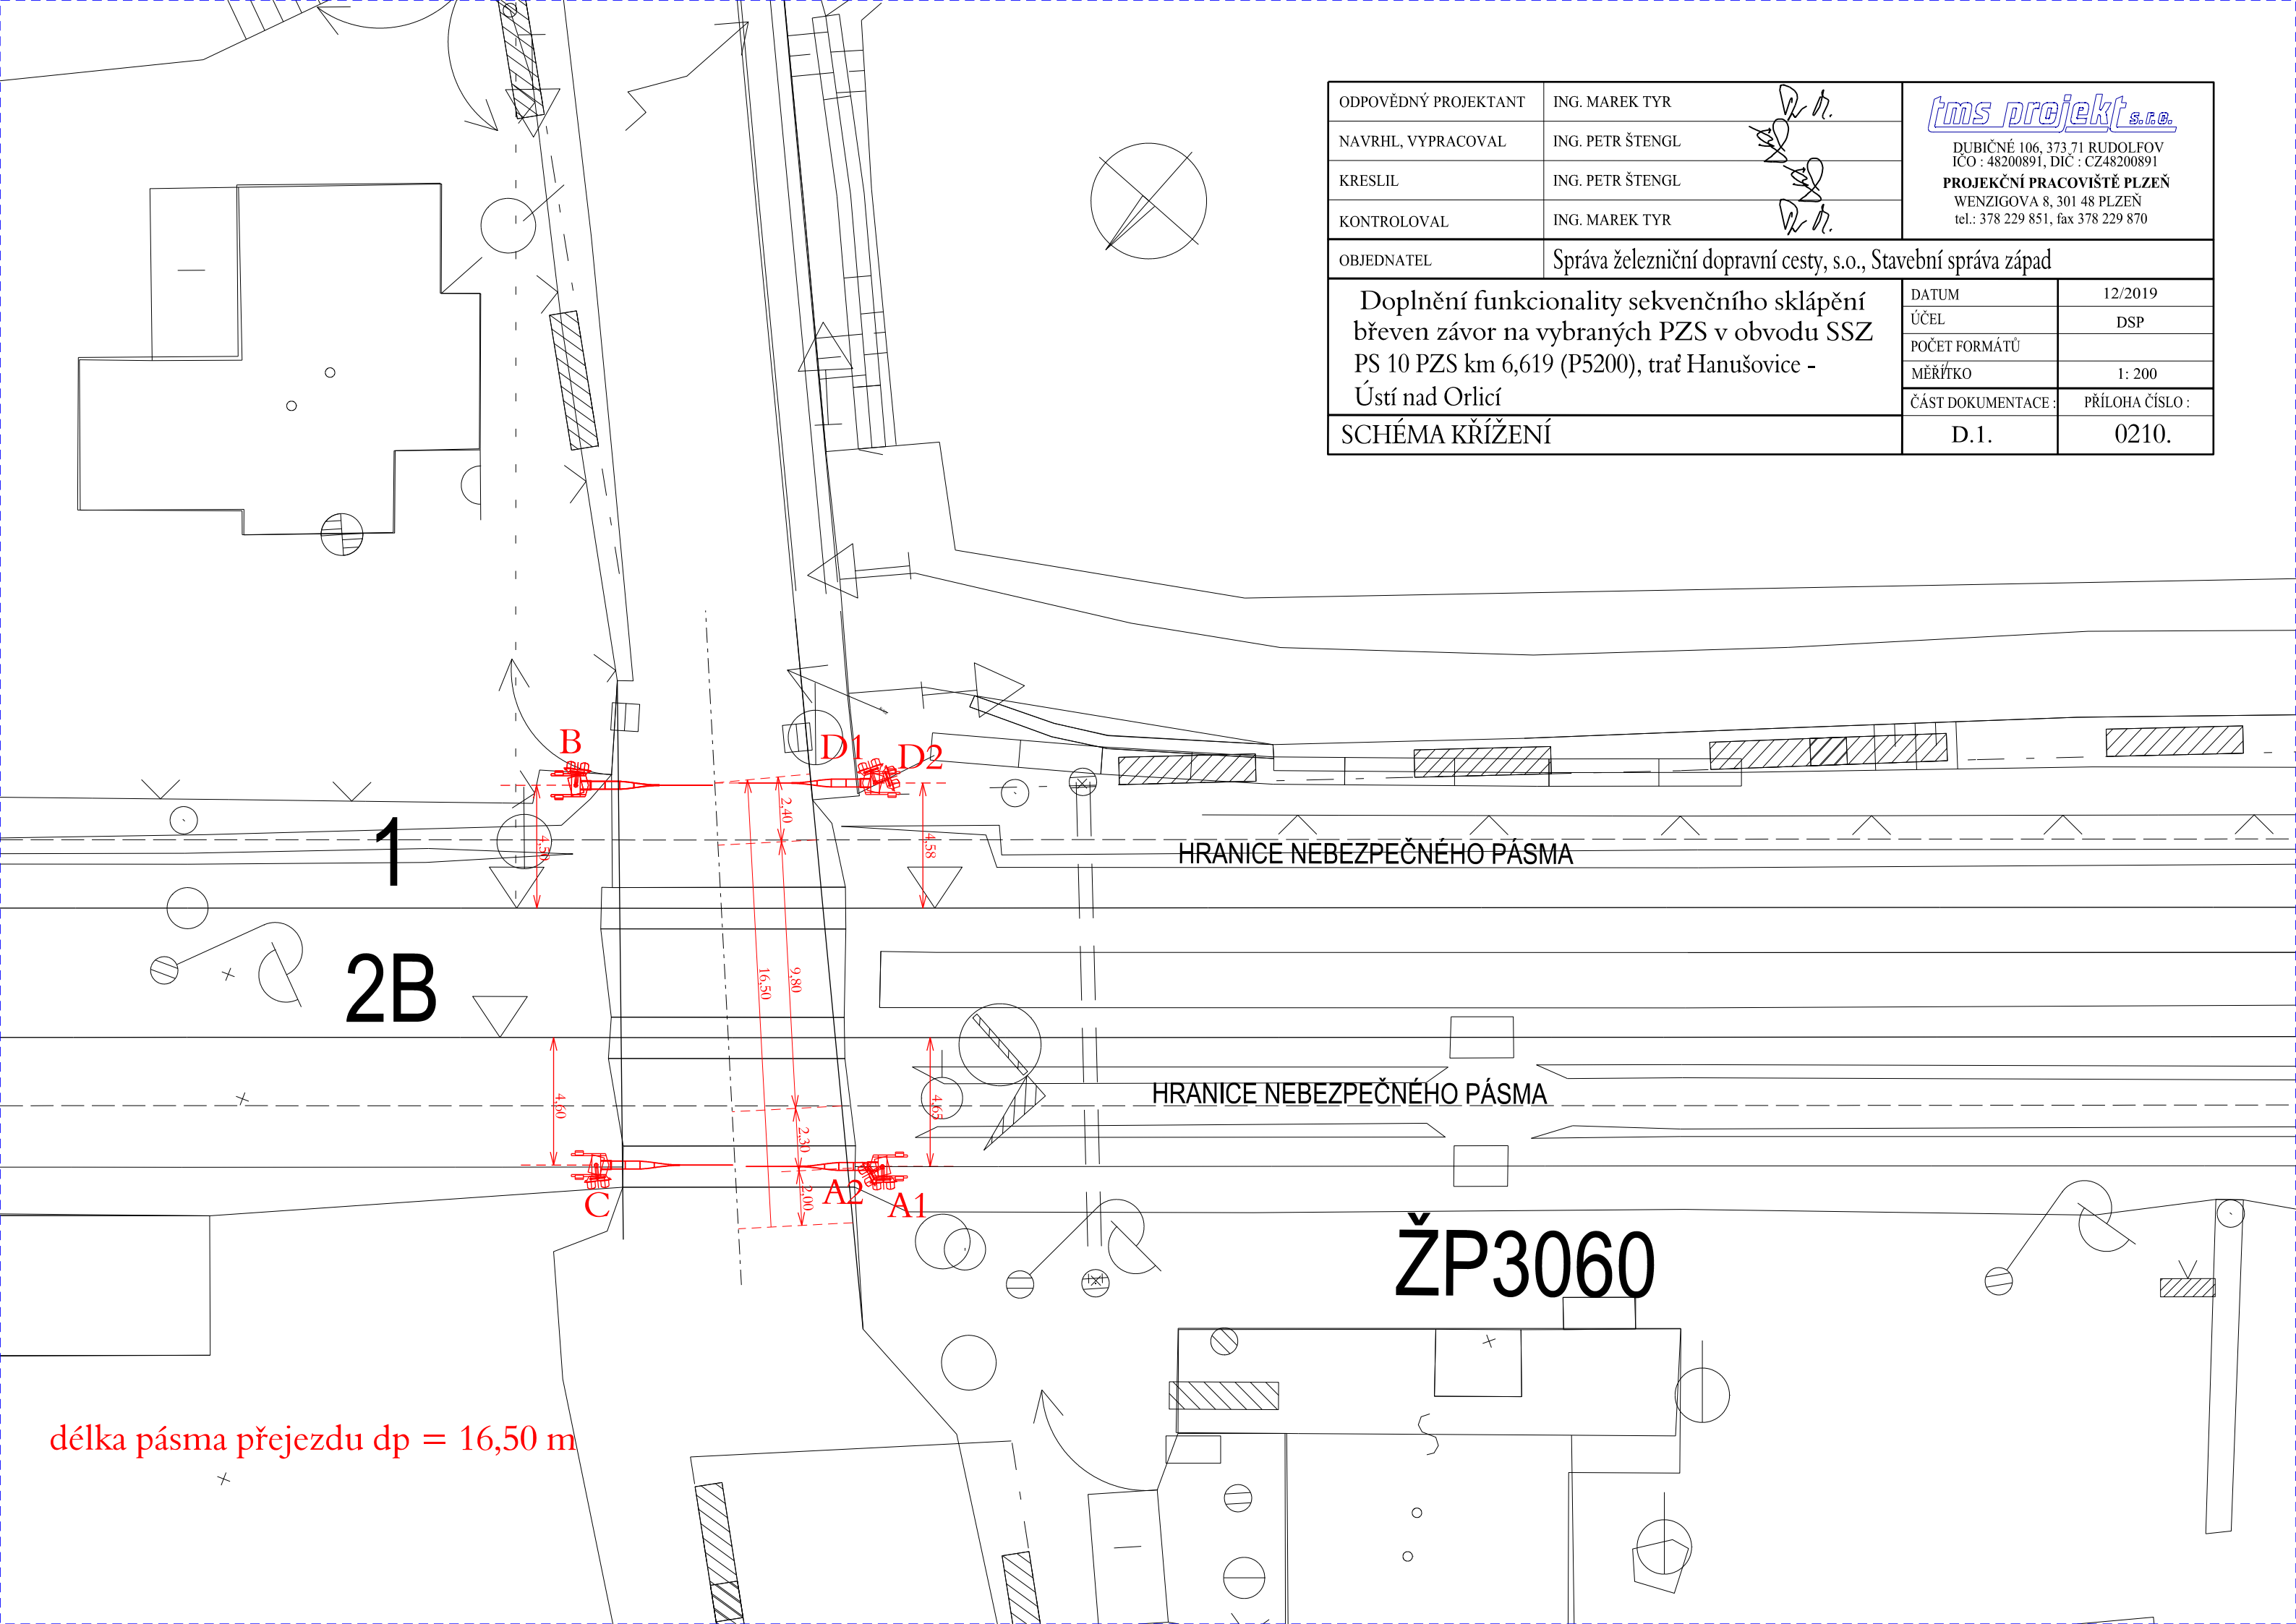 ODPOVĚDNÝ PROJEKTANT ING. MAREK TYR
NAVRHL, VYPRACOVAL ING. PETR ŠTENGL
KRESLIL ING. PETR ŠTENGL
KONTROLOVAL ING. MAREK TYR
tms projekt s.r.o.
DUBIČNÉ 106, 373 71 RUDOLFOV
IČO : 48200891, DIČ : CZ48200891
PROJEKČNÍ PRACOVIŠTĚ PLZEŇ
WENZIGOVA 8, 301 48 PLZEŇ
tel.: 378 229 851, fax 378 229 870
OBJEDNATEL Správa železniční dopravní cesty, s.o., Stavební správa západ
Doplnění funkcionality sekvenčního sklápění
břeven závor na vybraných PZS v obvodu SSZ
PS 10 PZS km 6,619 (P5200), trať Hanušovice -
Ústí nad Orlicí
DATUM 12/2019
ÚČEL DSP
POČET FORMÁTŮ
MĚŘÍTKO 1: 200
ČÁST DOKUMENTACE : PŘÍLOHA ČÍSLO :
SCHÉMA KŘÍŽENÍ D.1. 0210.
B D1 D2
2,40
1 4,50 4,58
HRANICE NEBEZPEČNÉHO PÁSMA
2B 16,50 9,80
4,60 4,65
HRANICE NEBEZPEČNÉHO PÁSMA
2,30
C 2,00 A2 A1
ŽP3060
délka pásma přejezdu dp = 16,50 m